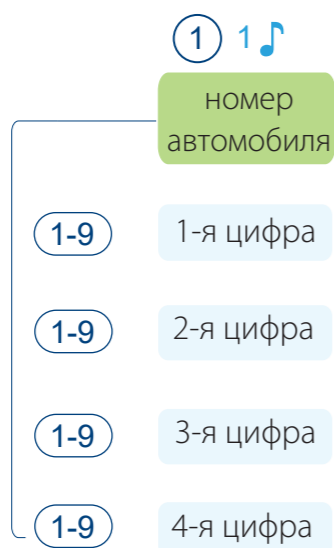 1 1
номер
автомобиля
1-9 1-я цифра
1-9 2-я цифра
1-9 3-я цифра
1-9 4-я цифра